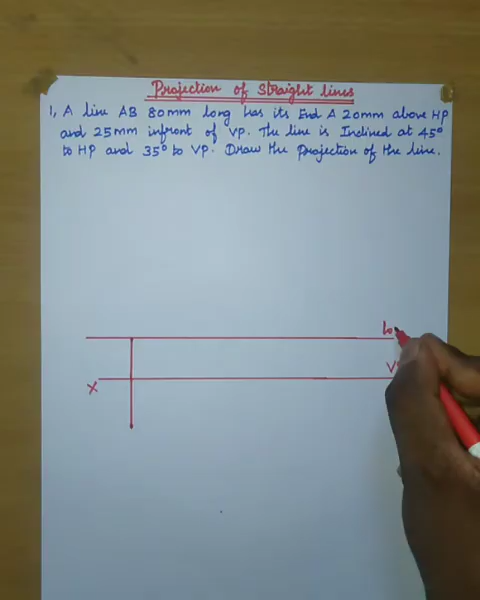 Projection of Straight lines
1, A line AB 80mm long has its End A 20mm above HP
and 25mm infront of VP. The line is Inclined at 45°
to HP and 35° to VP. Draw the Projection of the line.
X